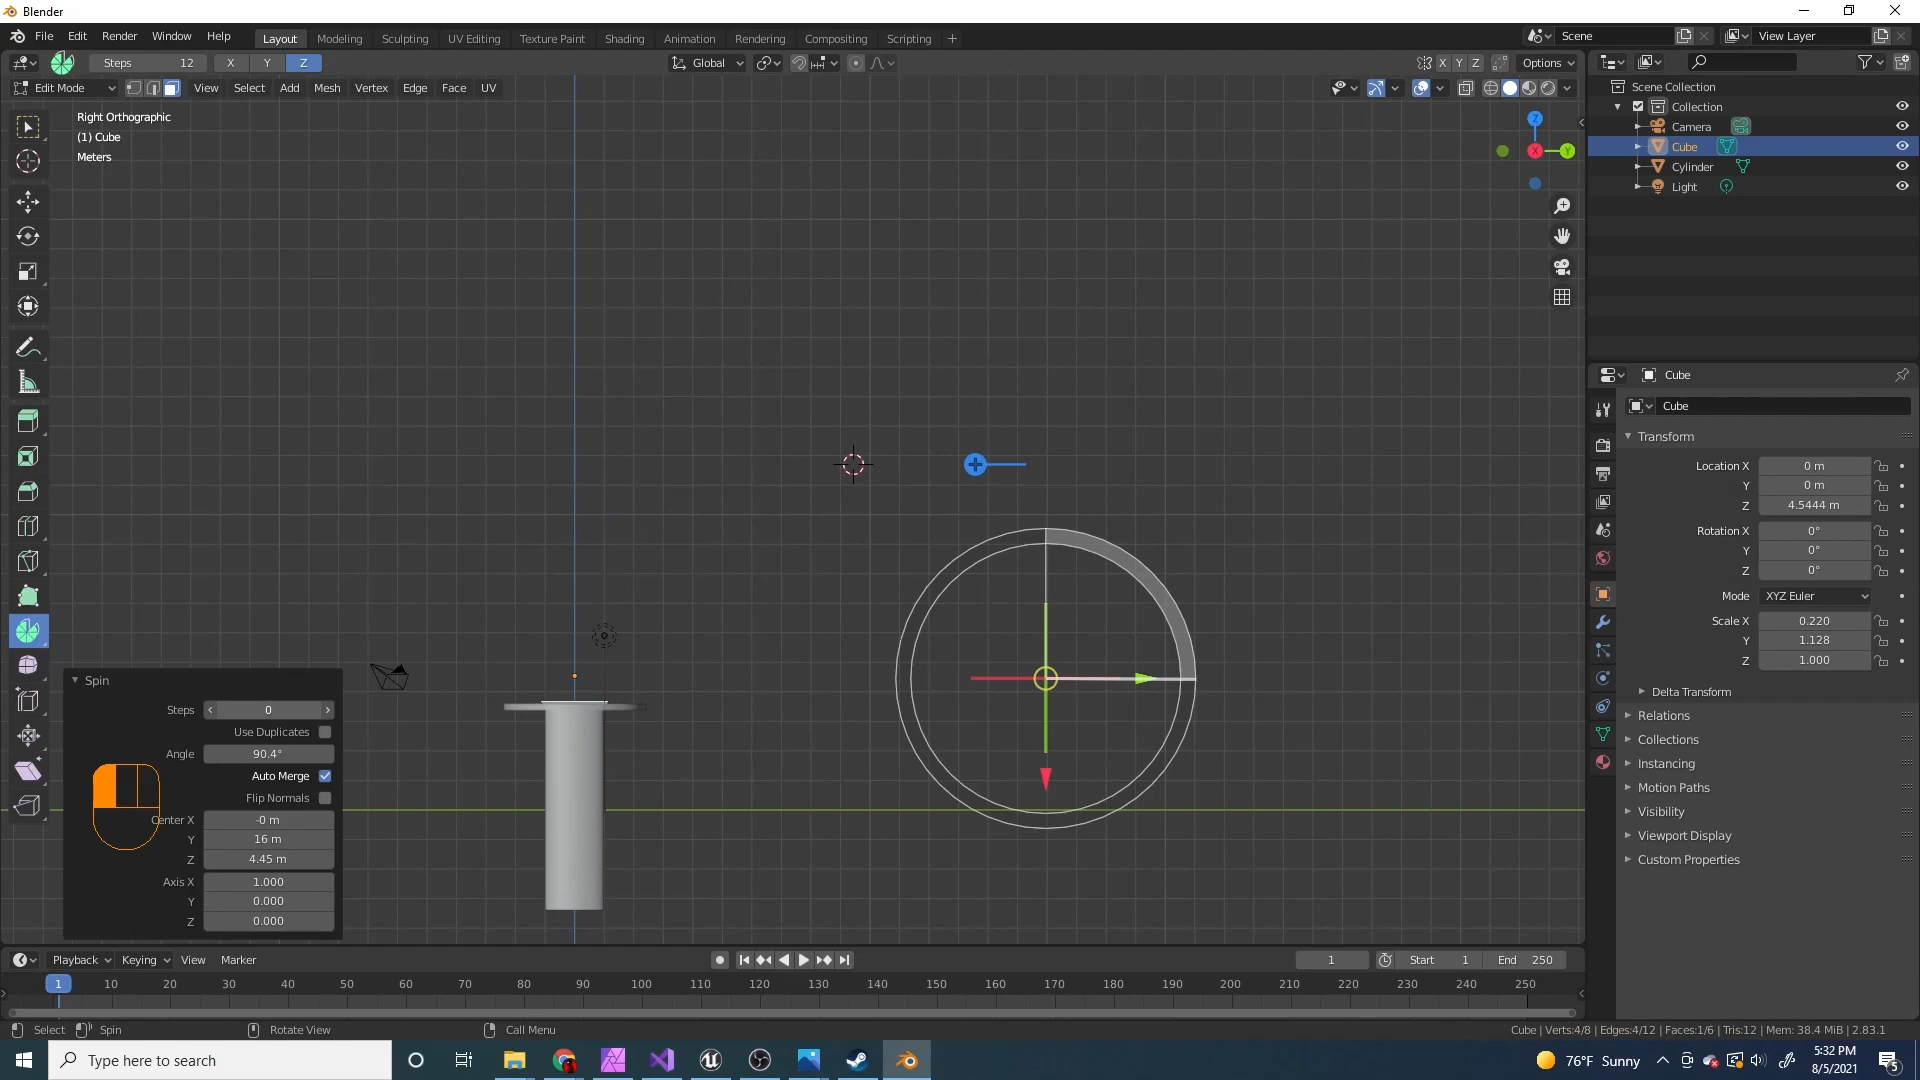 Blender
File Edit Render Window Help
Layout Modeling Sculpting UV Editing Texture Paint Shading Animation Rendering Compositing Scripting +
Scene
View Layer
Steps 12 X Y Z
Global
X Y Z
Options
Edit Mode View Select Add Mesh Vertex Edge Face UV
Right Orthographic
(1) Cube
Meters
Z
X
Y
Scene Collection
Collection
Camera
Cube
Cylinder
Light
Cube
Cube
Transform
Location X 0 m
Y 0 m
Z 4.5444 m
Rotation X 0°
Y 0°
Z 0°
Mode XYZ Euler
Scale X 0.220
Y 1.128
Z 1.000
Delta Transform
Relations
Collections
Instancing
Motion Paths
Visibility
Viewport Display
Custom Properties
Spin
Steps 0
Use Duplicates
Angle 90.4°
Auto Merge
Flip Normals
Center X -0 m
Y 16 m
Z 4.45 m
Axis X 1.000
Y 0.000
Z 0.000
Playback Keying View Marker
1
Start 1
End 250
1 10 20 30 40 50 60 70 80 90 100 110 120 130 140 150 160 170 180 190 200 210 220 230 240 250
Select Spin Rotate View Call Menu
Cube | Verts:4/8 | Edges:4/12 | Faces:1/6 | Tris:12 | Mem: 38.4 MiB | 2.83.1
Type here to search
76°F Sunny
5:32 PM
8/5/2021
5